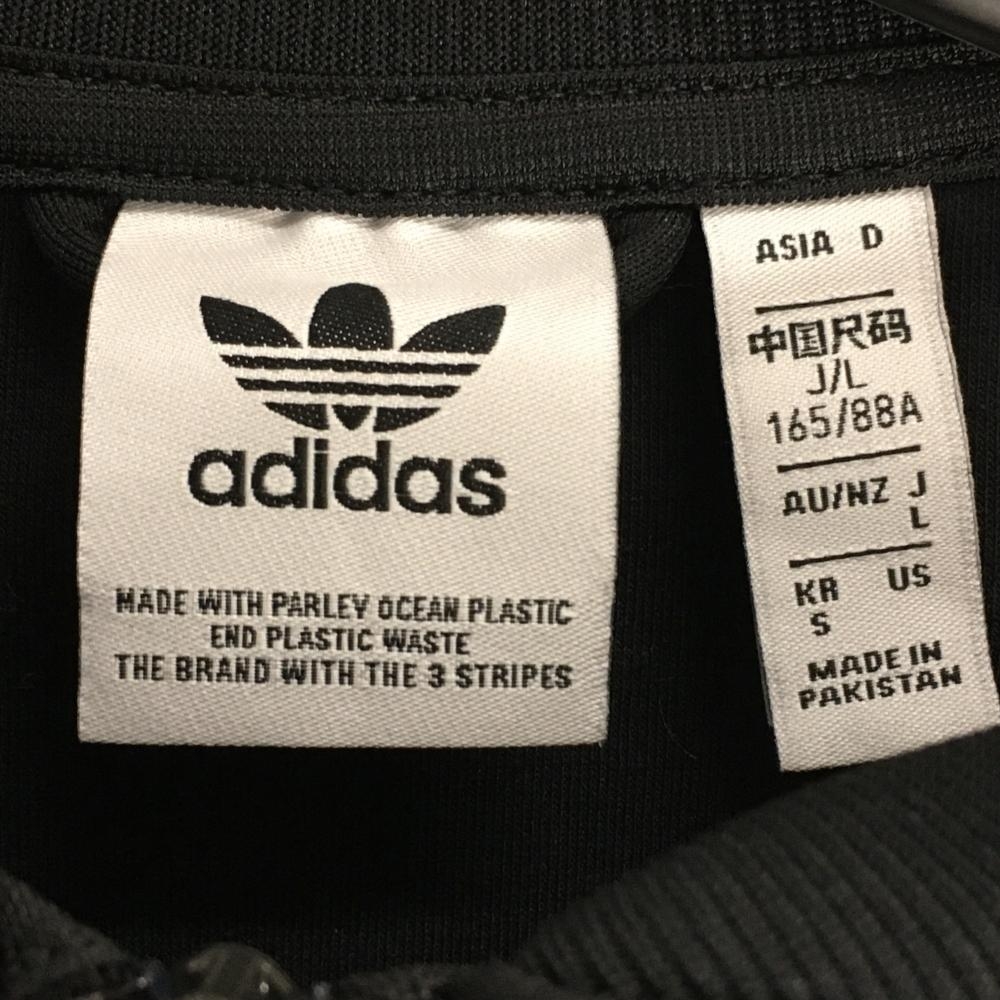 adidas
MADE WITH PARLEY OCEAN PLASTIC
END PLASTIC WASTE
THE BRAND WITH THE 3 STRIPES
ASIA D
中国尺码
J/L
165/88A
AU/NZ J
L
KR US
S
MADE IN
PAKISTAN